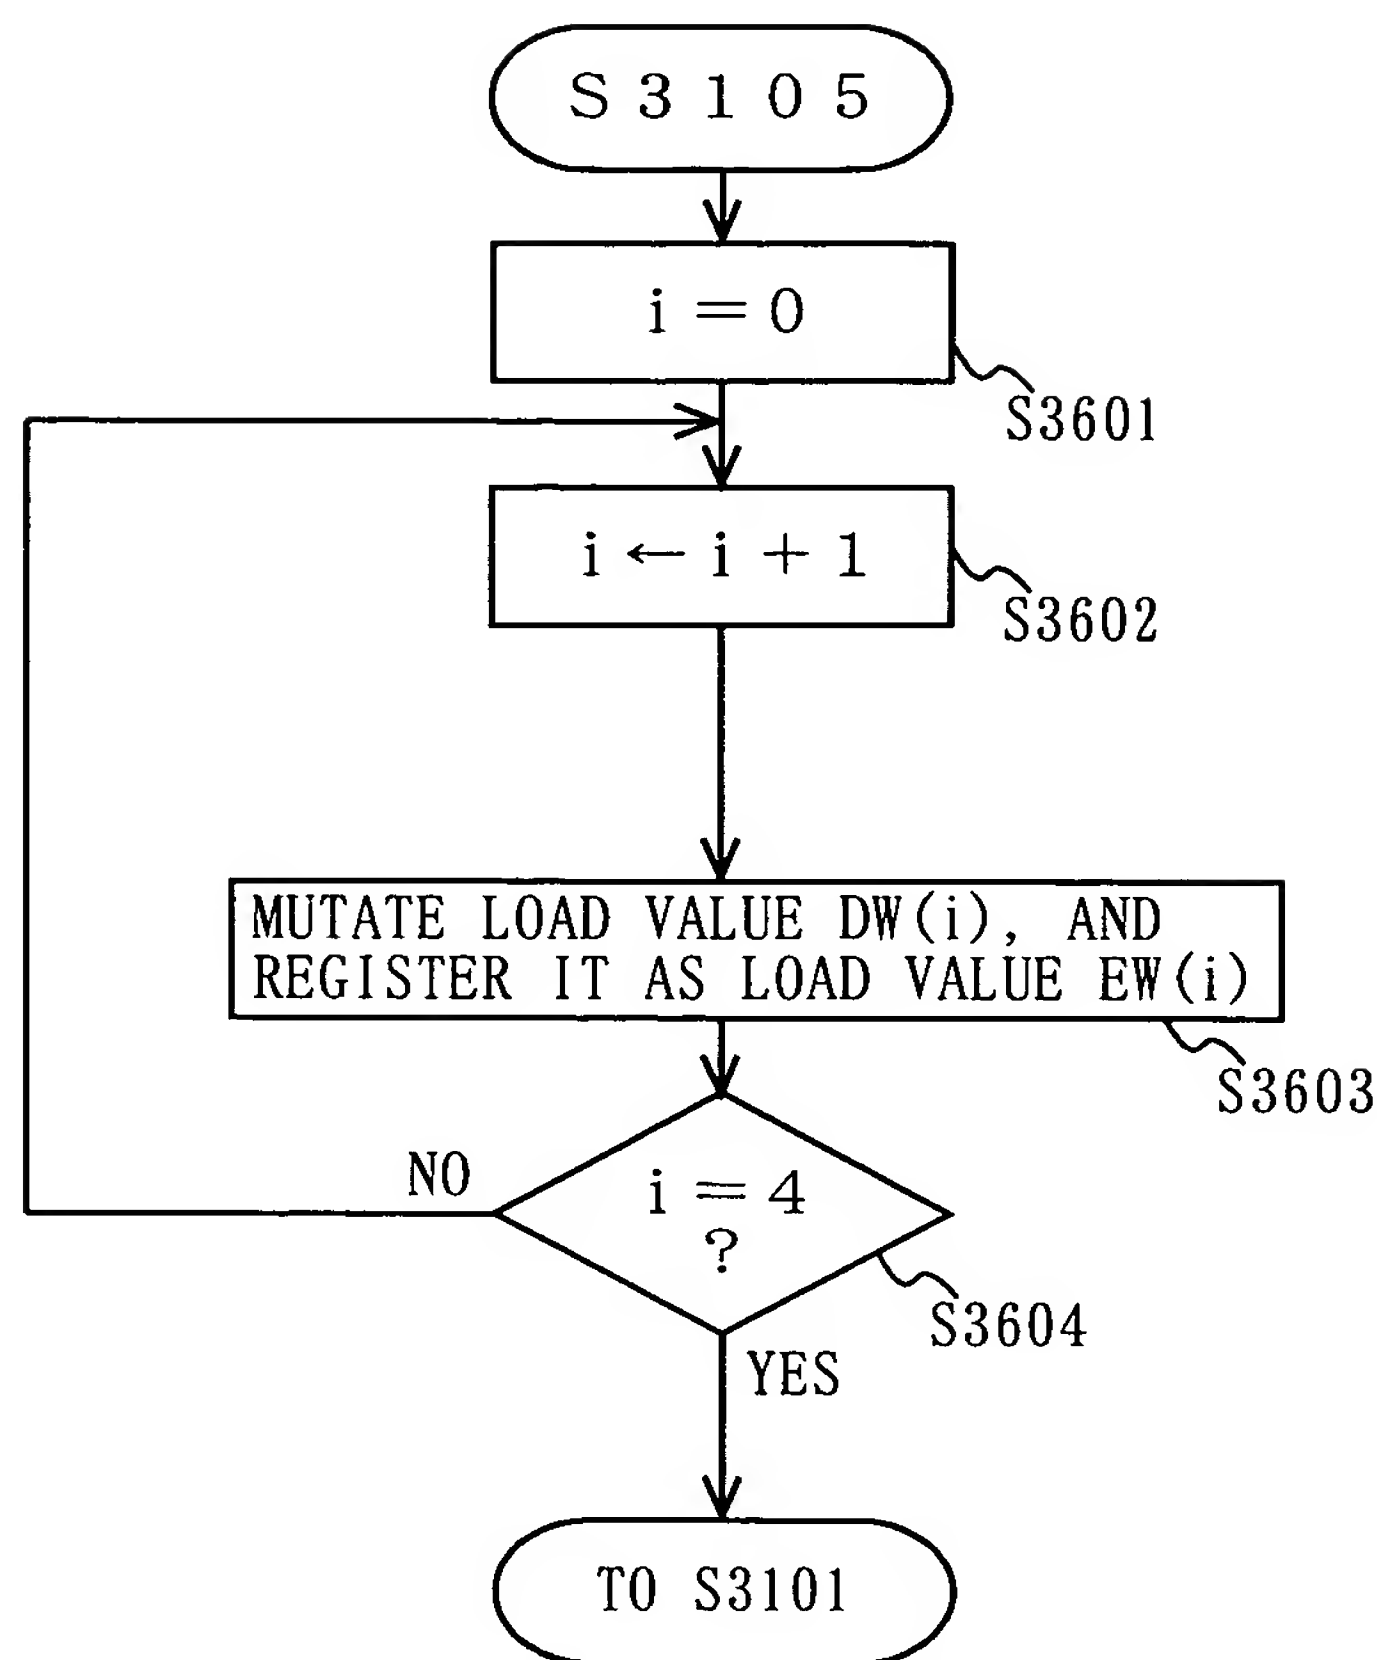 S3105
i = 0
S3601
i ← i + 1
S3602
MUTATE LOAD VALUE DW(i), AND
REGISTER IT AS LOAD VALUE EW(i)
S3603
NO
i = 4
?
S3604
YES
TO S3101